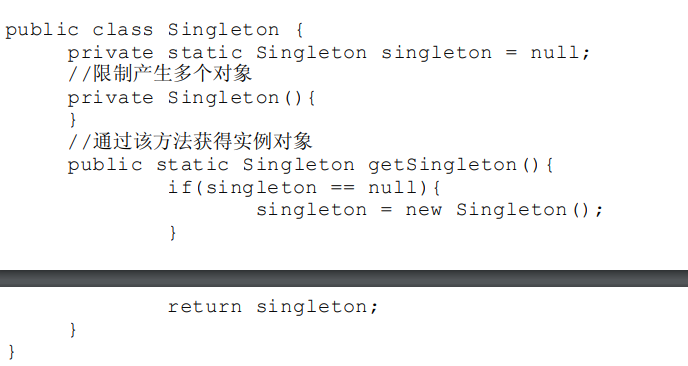 public class Singleton {
private static Singleton singleton = null;
//限制产生多个对象
private Singleton(){
}
//通过该方法获得实例对象
public static Singleton getSingleton(){
if(singleton == null){
singleton = new Singleton();
}
return singleton;
}
}